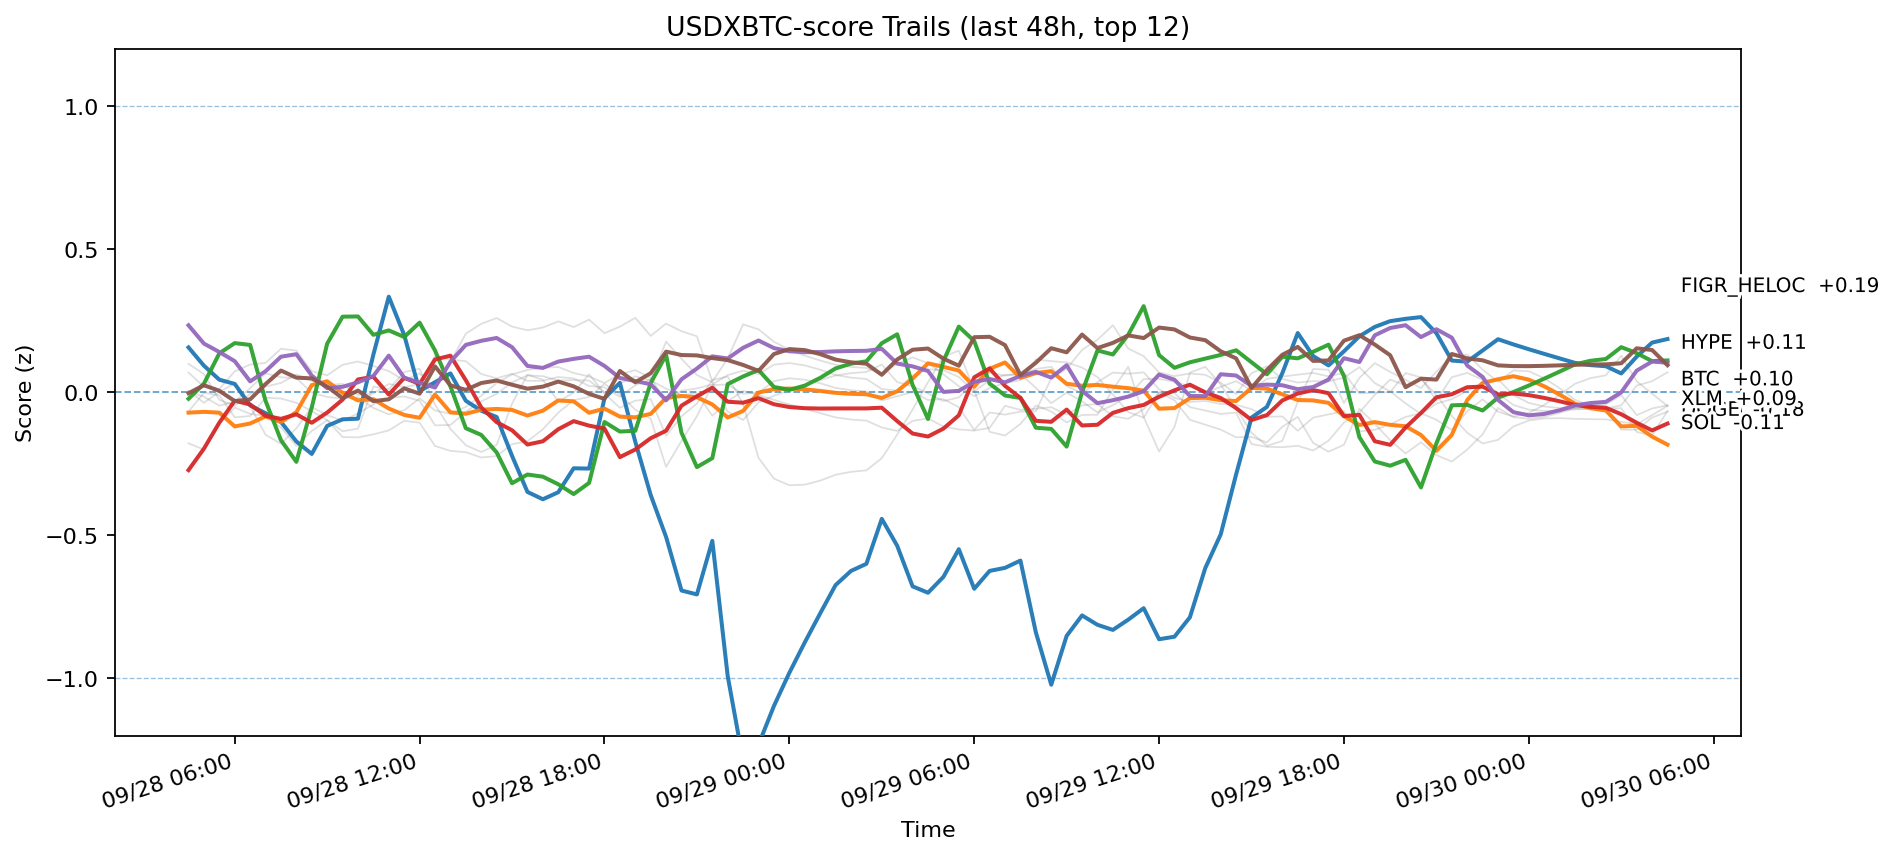 USDXBTC-score Trails (last 48h, top 12)
Score (z)
1.0
0.5
0.0
−0.5
−1.0
FIGR_HELOC +0.19
HYPE +0.11
BTC +0.10
XLM +0.09
SOL -0.11
09/28 06:00
09/28 12:00
09/28 18:00
09/29 00:00
09/29 06:00
09/29 12:00
09/29 18:00
09/30 00:00
09/30 06:00
Time